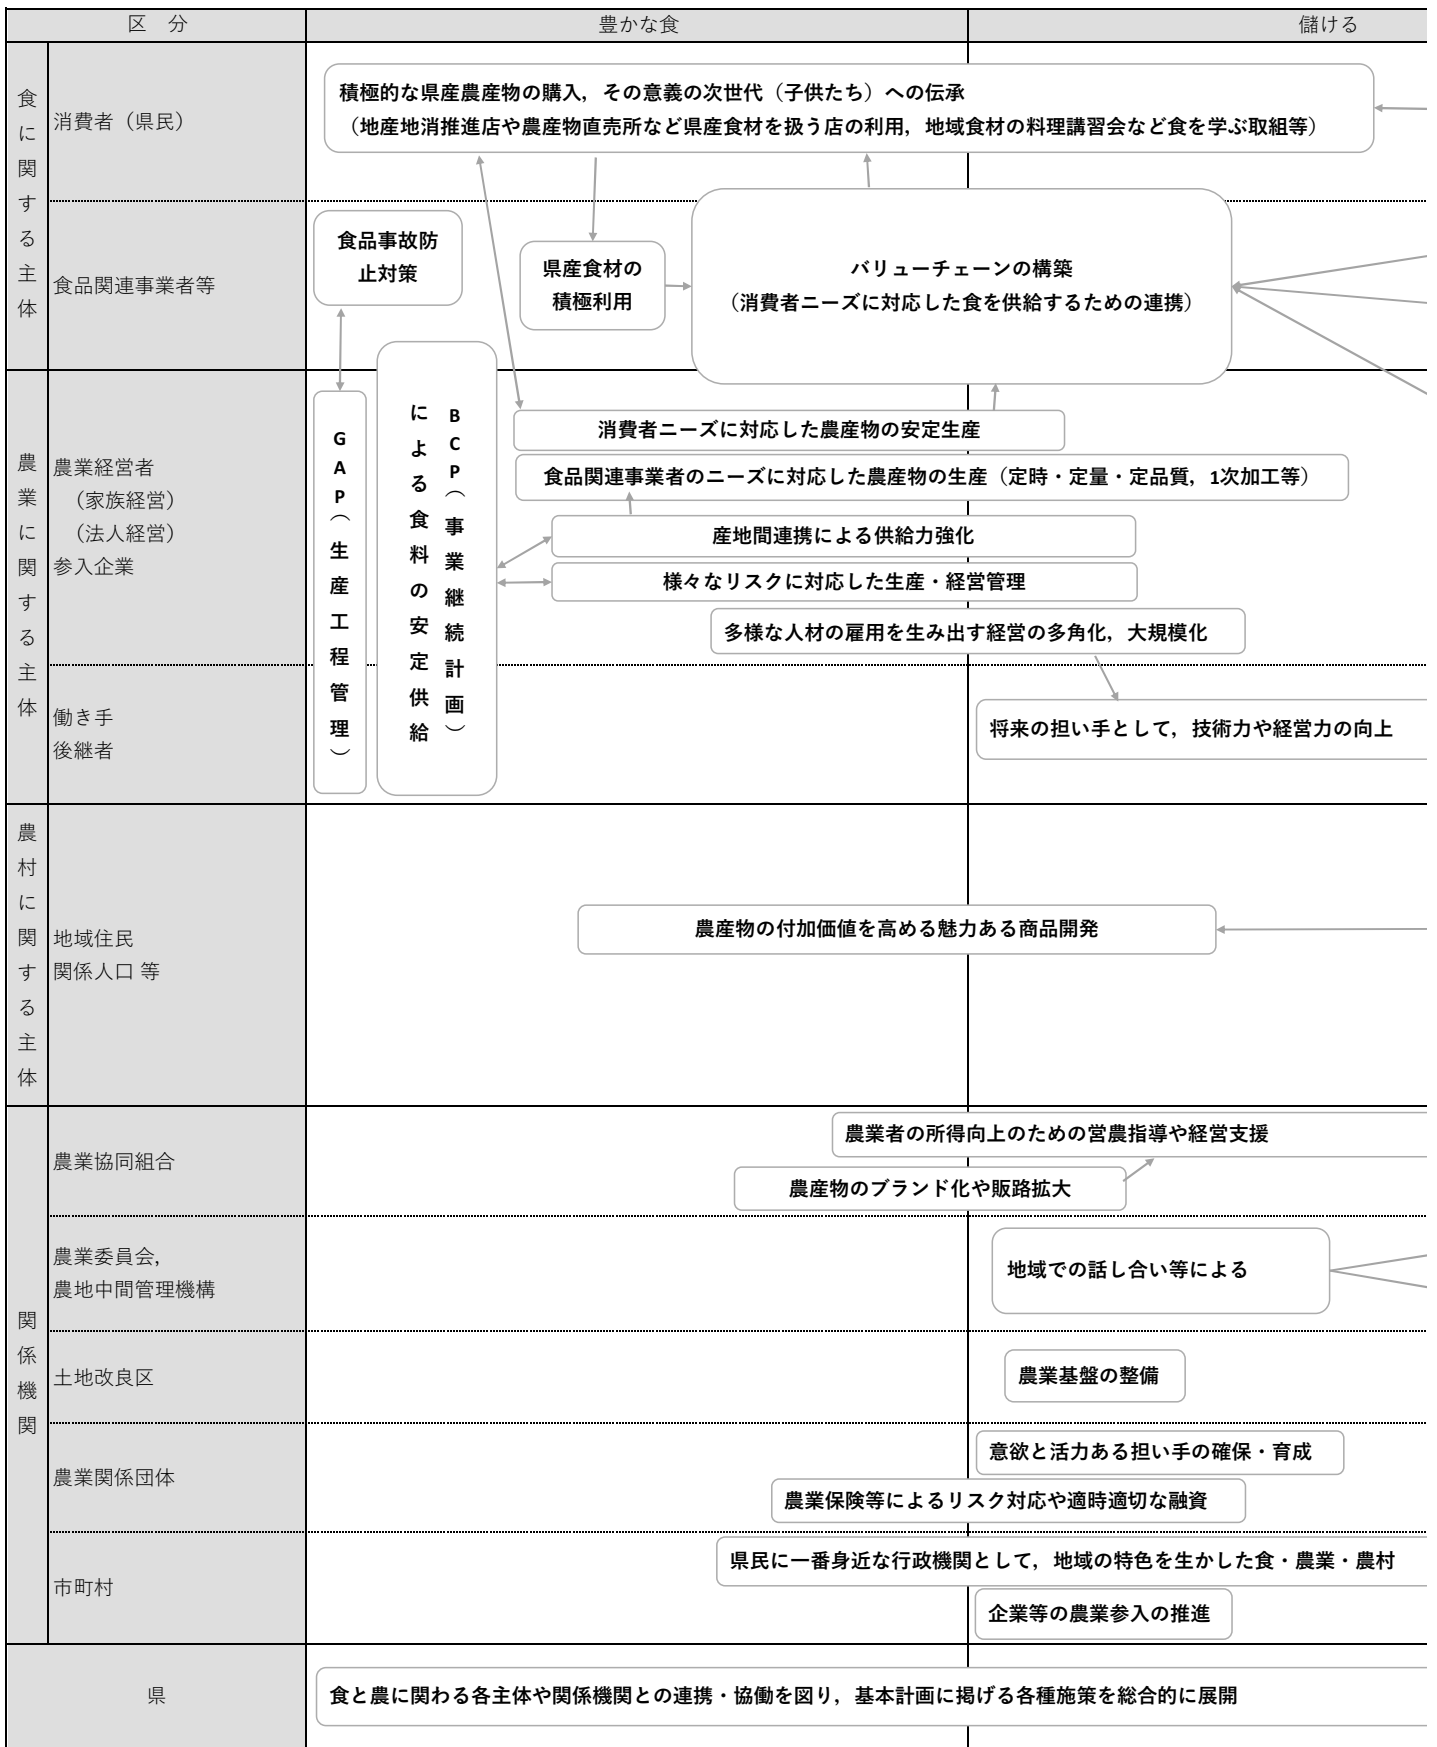 区　分
豊かな食
儲ける
食に関する主体
消費者（県民）
積極的な県産農産物の購入，その意義の次世代（子供たち）への伝承
（地産地消推進店や農産物直売所など県産食材を扱う店の利用，地域食材の料理講習会など食を学ぶ取組等）
食品関連事業者等
食品事故防
止対策
県産食材の
積極利用
バリューチェーンの構築
（消費者ニーズに対応した食を供給するための連携）
農業に関する主体
農業経営者
（家族経営）
（法人経営）
参入企業
GAP（生産工程管理）
BCP（事業継続計画）
による食料の安定供給
消費者ニーズに対応した農産物の安定生産
食品関連事業者のニーズに対応した農産物の生産（定時・定量・定品質，1次加工等）
産地間連携による供給力強化
様々なリスクに対応した生産・経営管理
多様な人材の雇用を生み出す経営の多角化，大規模化
働き手
後継者
将来の担い手として，技術力や経営力の向上
農村に関する主体
地域住民
関係人口 等
農産物の付加価値を高める魅力ある商品開発
関係機関
農業協同組合
農業者の所得向上のための営農指導や経営支援
農産物のブランド化や販路拡大
農業委員会，
農地中間管理機構
地域での話し合い等による
土地改良区
農業基盤の整備
農業関係団体
意欲と活力ある担い手の確保・育成
農業保険等によるリスク対応や適時適切な融資
市町村
県民に一番身近な行政機関として，地域の特色を生かした食・農業・農村
企業等の農業参入の推進
県
食と農に関わる各主体や関係機関との連携・協働を図り，基本計画に掲げる各種施策を総合的に展開